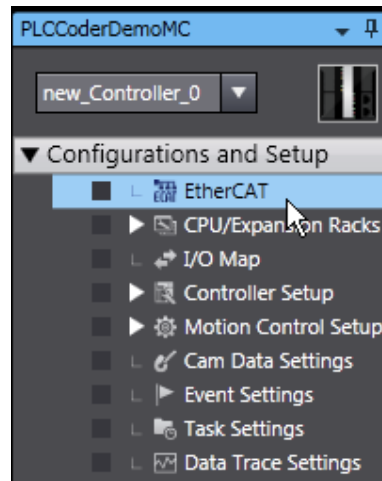 PLCCoderDemoMC
new_Controller_0
Configurations and Setup
EtherCAT
CPU/Expansion Racks
I/O Map
Controller Setup
Motion Control Setup
Cam Data Settings
Event Settings
Task Settings
Data Trace Settings